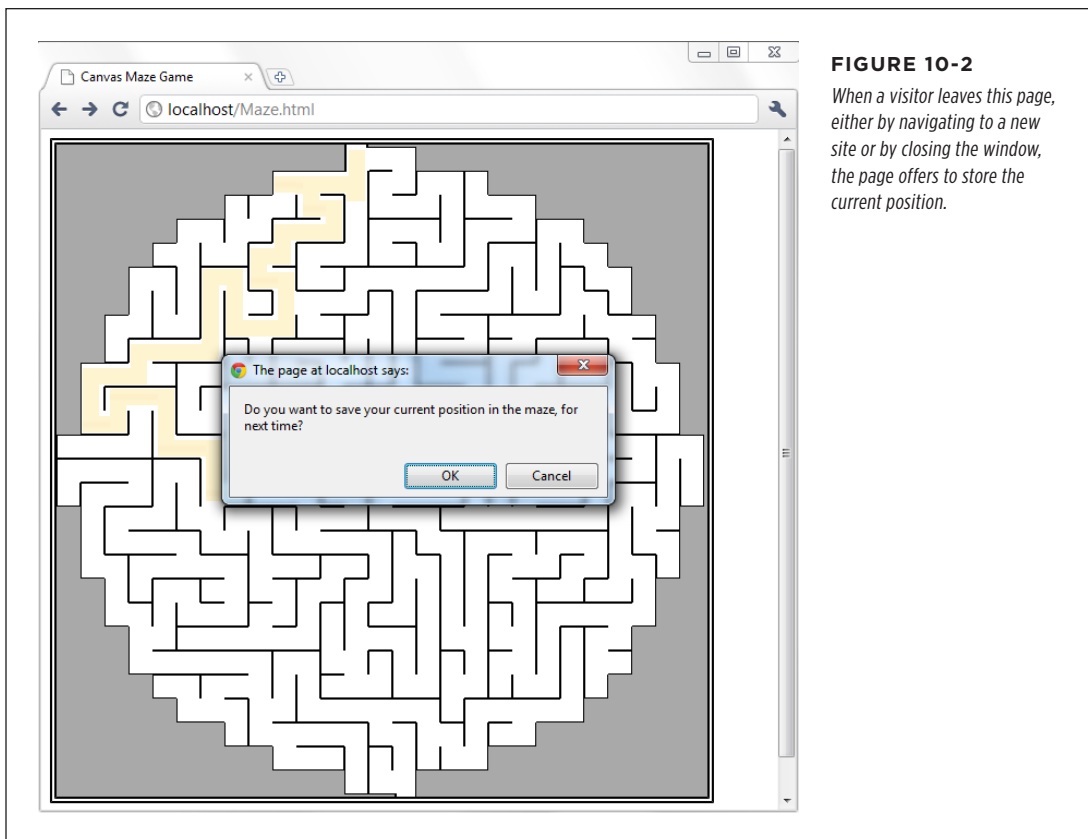 Canvas Maze Game
localhost/Maze.html
The page at localhost says:
Do you want to save your current position in the maze, for
next time?
OK
Cancel
FIGURE 10-2
When a visitor leaves this page,
either by navigating to a new
site or by closing the window,
the page offers to store the
current position.